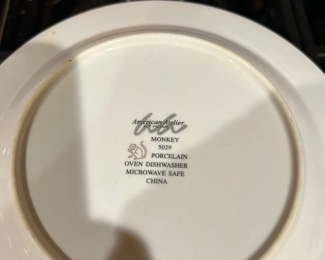 American Atelier
MONKEY
5029
PORCELAIN
OVEN DISHWASHER
MICROWAVE SAFE
CHINA